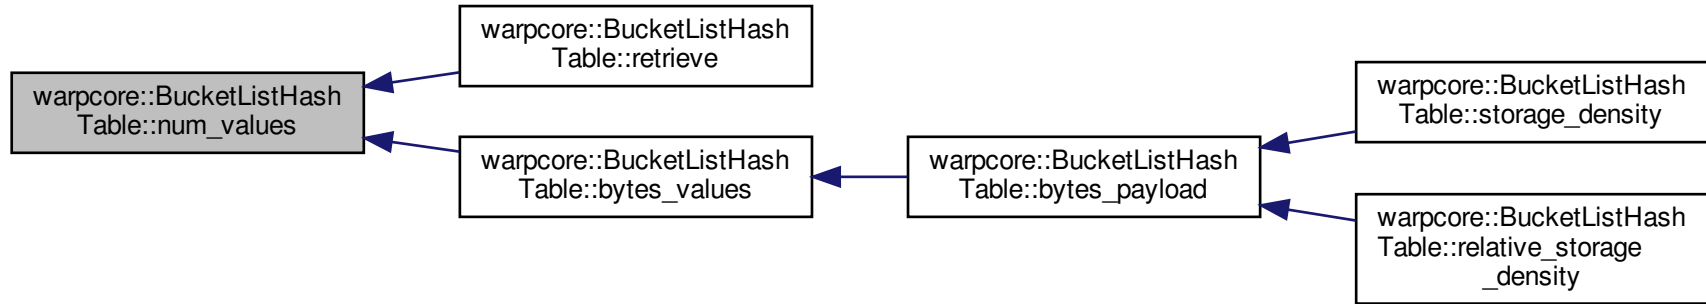 warpcore::BucketListHash
Table::num_values
warpcore::BucketListHash
Table::retrieve
warpcore::BucketListHash
Table::bytes_values
warpcore::BucketListHash
Table::bytes_payload
warpcore::BucketListHash
Table::storage_density
warpcore::BucketListHash
Table::relative_storage
_density